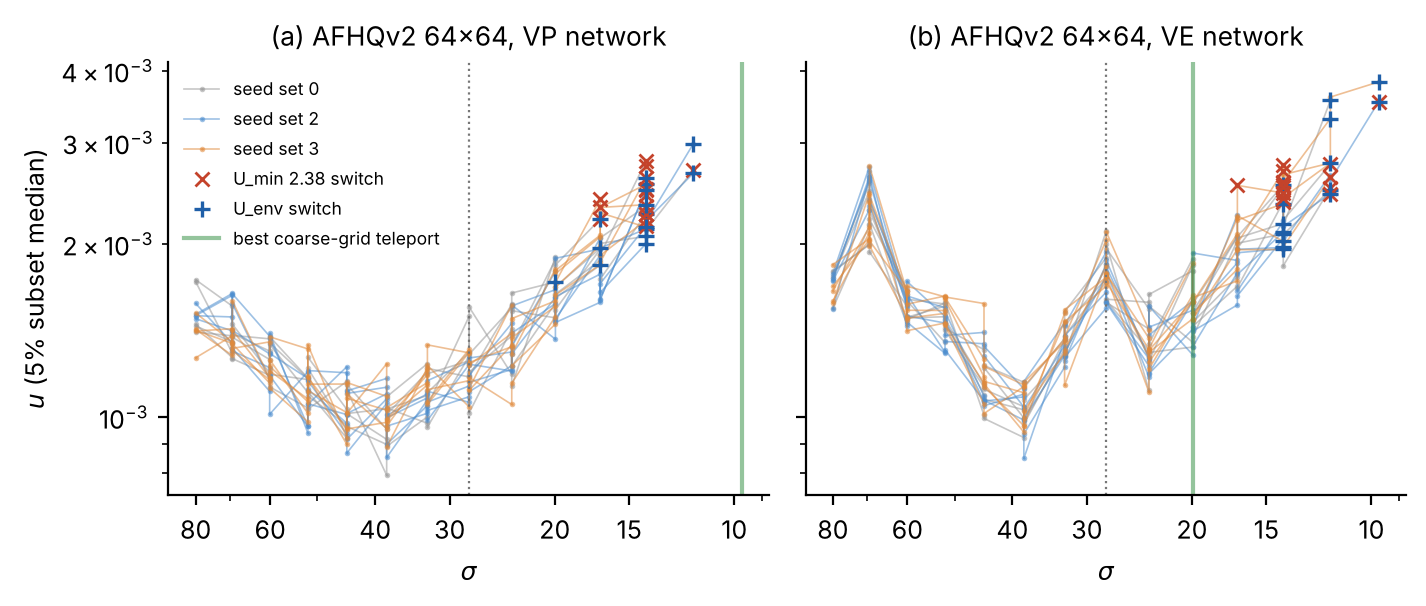 (a) AFHQv2 64×64, VP network
(b) AFHQv2 64×64, VE network
u (5% subset median)
4 × 10⁻³
3 × 10⁻³
2 × 10⁻³
10⁻³
seed set 0
seed set 2
seed set 3
U_min 2.38 switch
U_env switch
best coarse-grid teleport
80 60 40 30 20 15 10
80 60 40 30 20 15 10
σ
σ